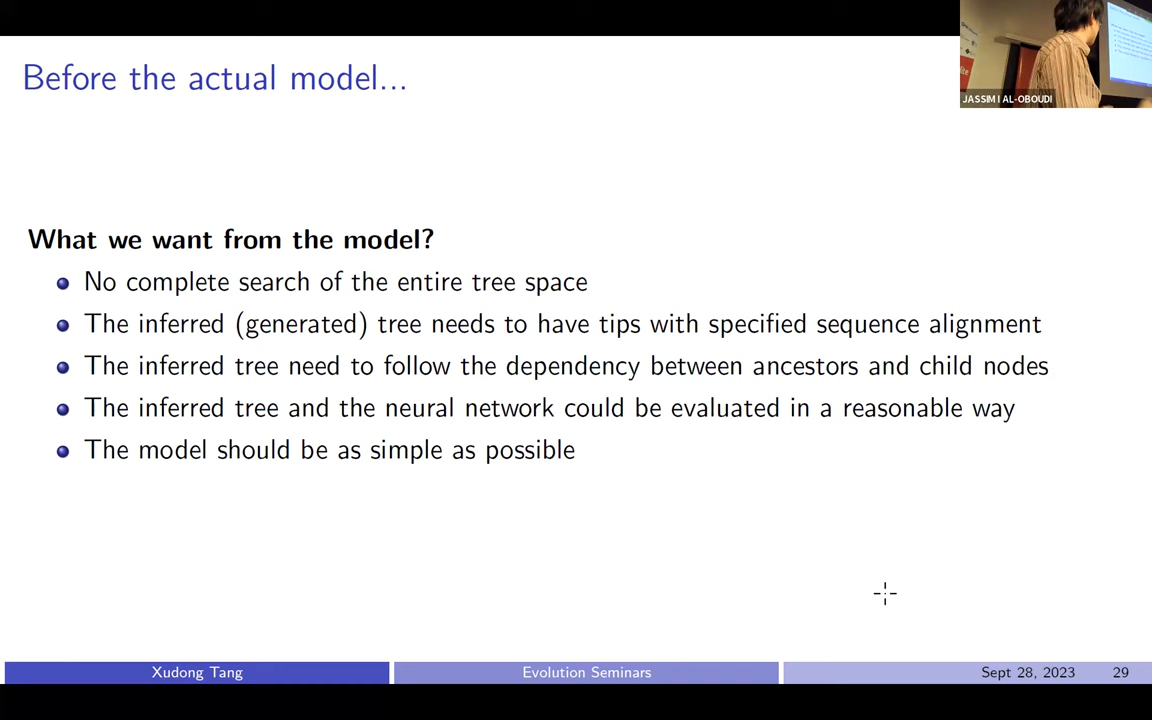 Before the actual model...
JASSIM I AL-OBOUDI
What we want from the model?
No complete search of the entire tree space
The inferred (generated) tree needs to have tips with specified sequence alignment
The inferred tree need to follow the dependency between ancestors and child nodes
The inferred tree and the neural network could be evaluated in a reasonable way
The model should be as simple as possible
Xudong Tang
Evolution Seminars
Sept 28, 2023
29